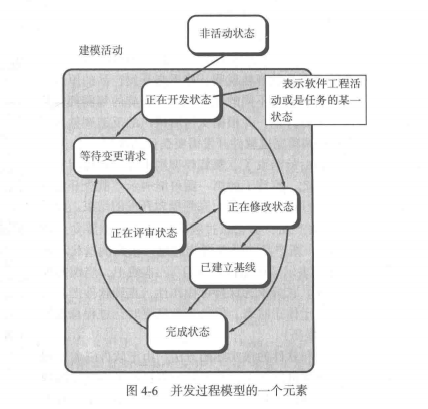 非活动状态
建模活动
正在开发状态
表示软件工程活
动或是任务的某一
状态
等待变更请求
正在修改状态
正在评审状态
已建立基线
完成状态
图 4-6 并发过程模型的一个元素